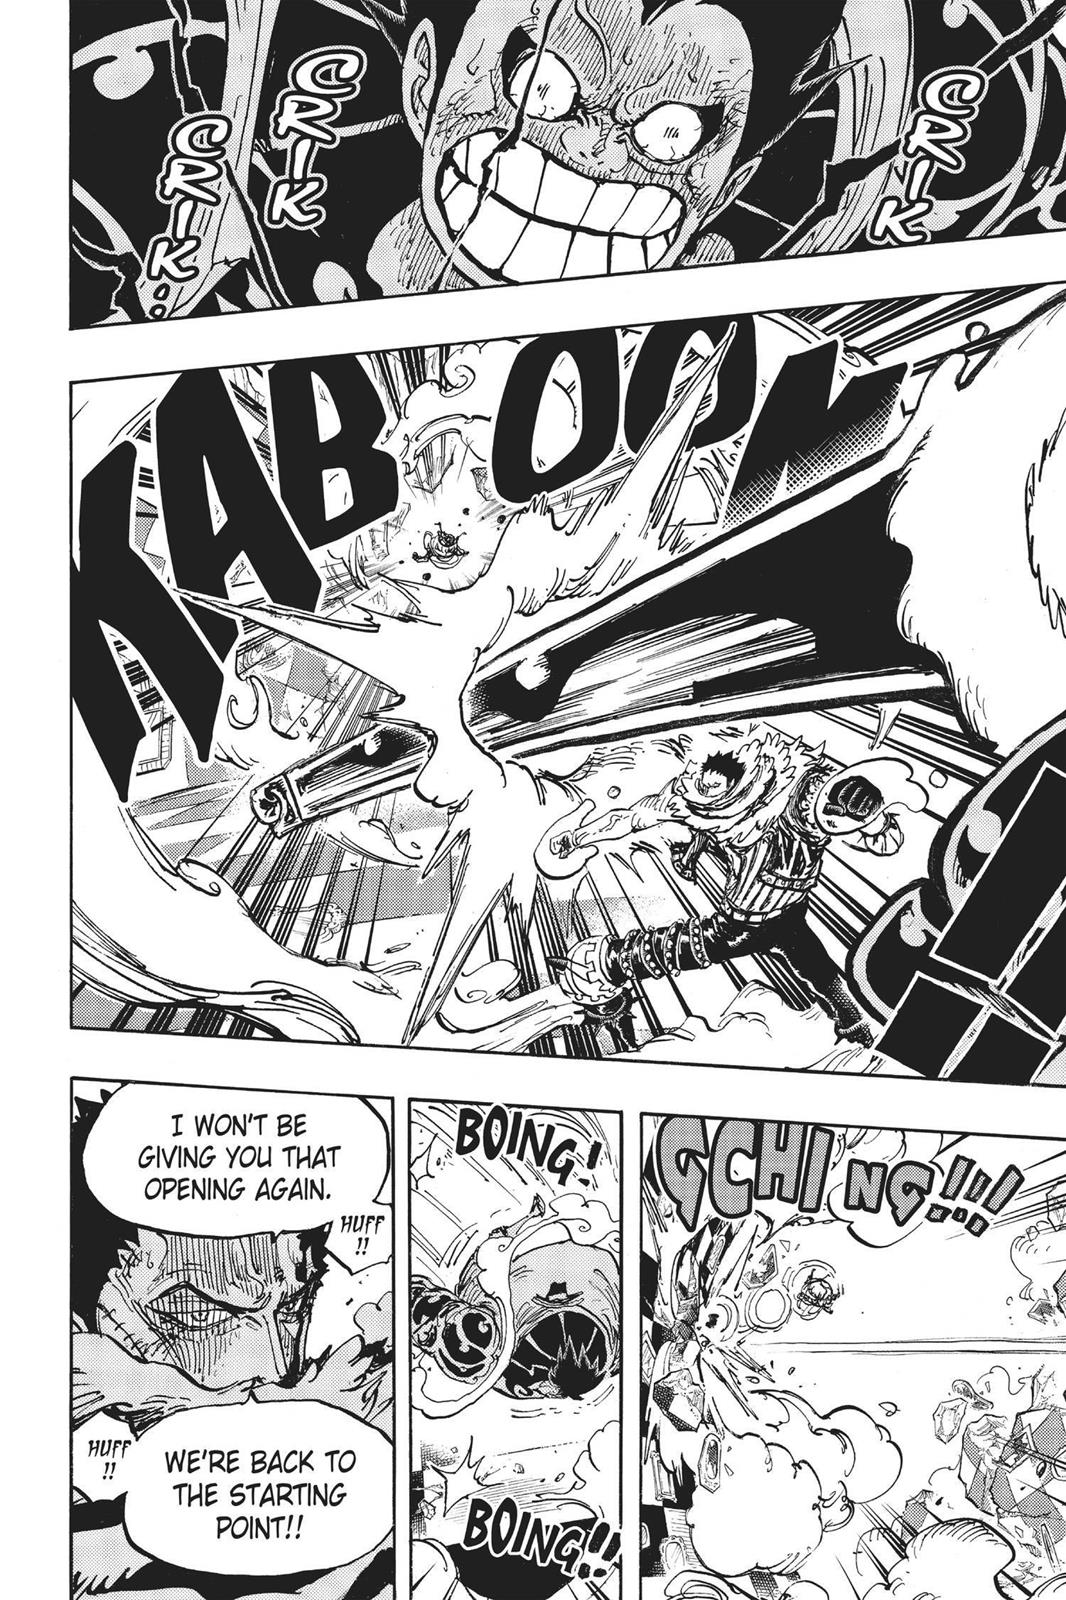 CRIK
CRIK
CRIK...
KABOOM
GCHING!!!
BOING!
BOING!!
I WON'T BE
GIVING YOU THAT
OPENING AGAIN.
HUFF
!!
HUFF
!!
WE'RE BACK TO
THE STARTING
POINT!!